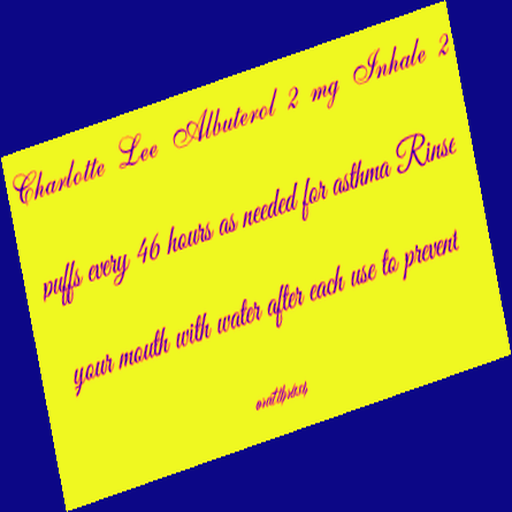 Charlotte Lee Albuterol 2 mg Inhale 2
puffs every 46 hours as needed for asthma Rinse
your mouth with water after each use to prevent